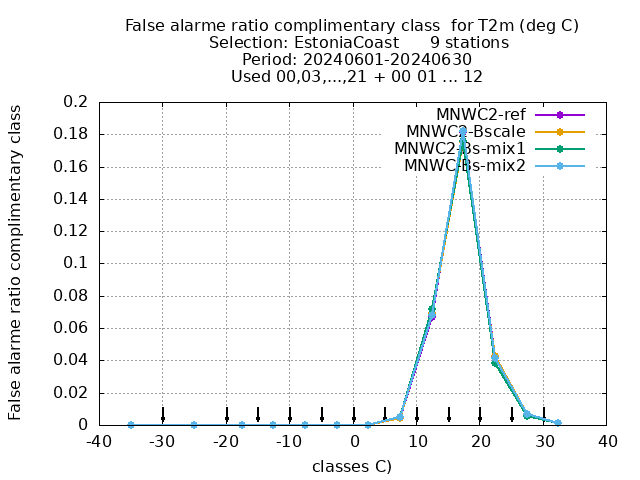 False alarme ratio complimentary class  for T2m (deg C)
Selection: EstoniaCoast      9 stations
Period: 20240601-20240630
Used 00,03,...,21 + 00 01 ... 12
False alarme ratio complimentary class
0.2
0.18
0.16
0.14
0.12
0.1
0.08
0.06
0.04
0.02
0
MNWC2-ref
MNWC2-Bscale
MNWC2-Bs-mix1
MNWC-Bs-mix2
-40 -30 -20 -10 0 10 20 30 40
classes C)